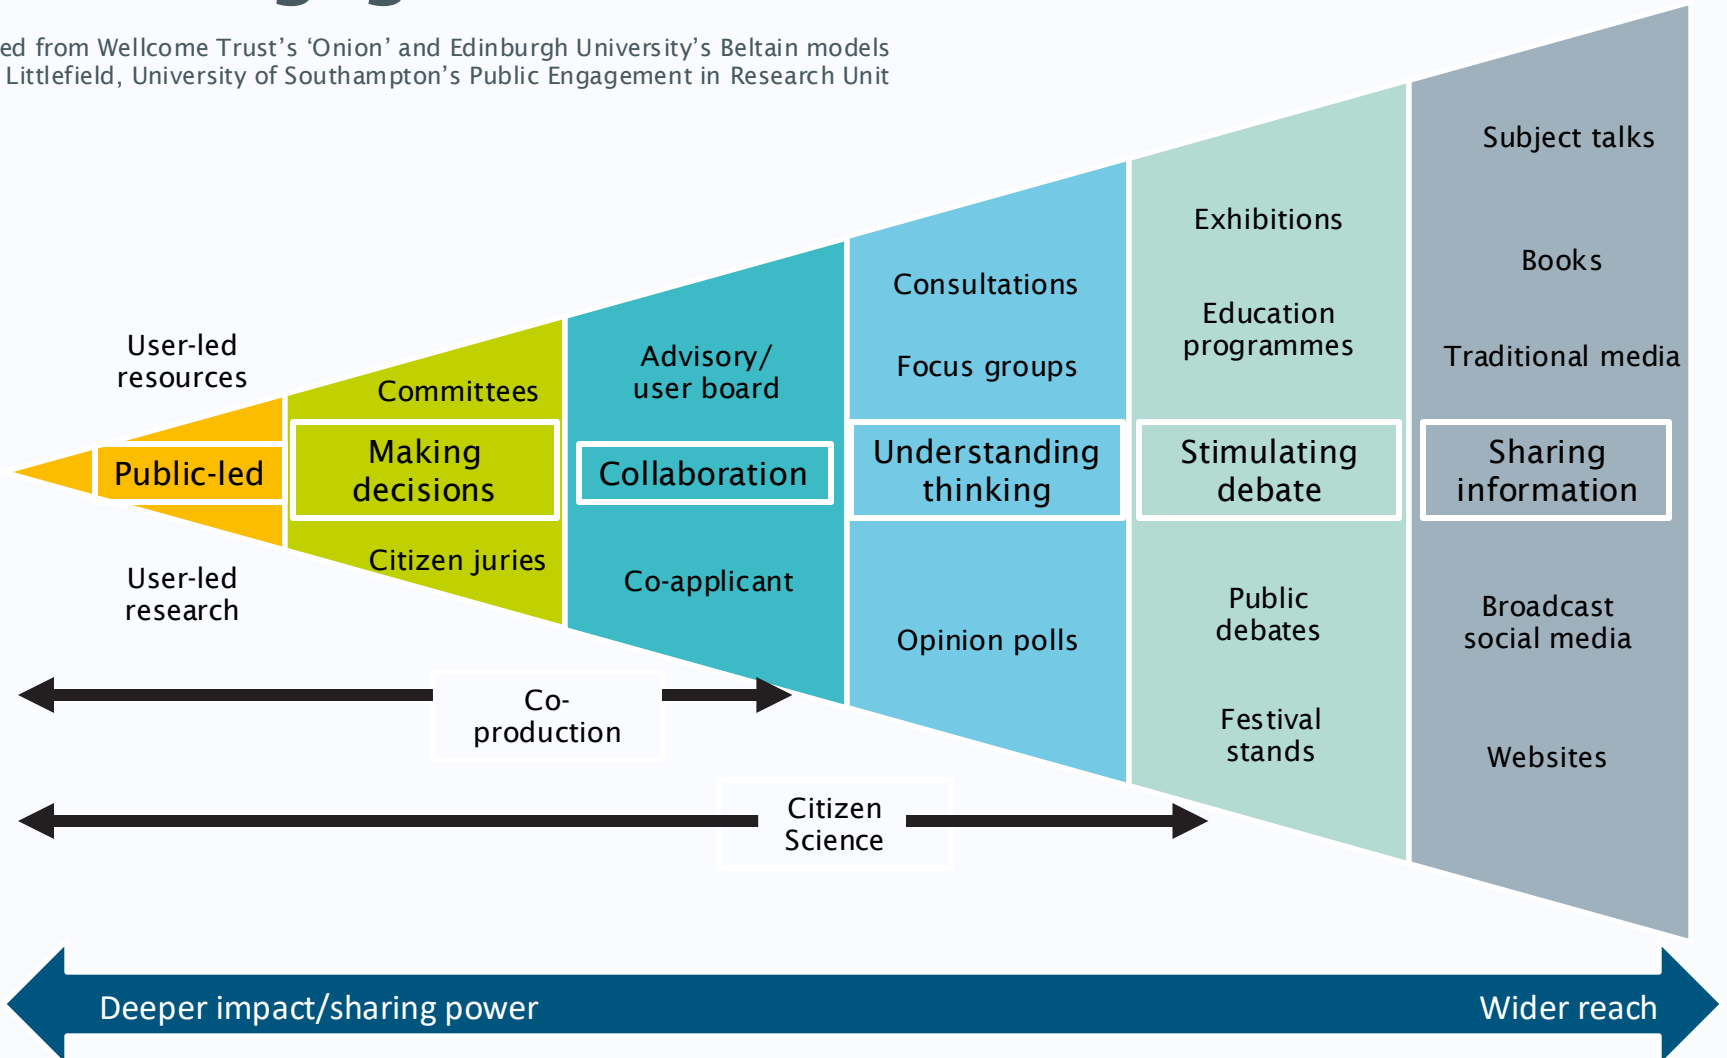 ed from Wellcome Trust’s ‘Onion’ and Edinburgh University’s Beltain models
Littlefield, University of Southampton’s Public Engagement in Research Unit
User-led
resources
Public-led
User-led
research
Committees
Making
decisions
Citizen juries
Advisory/
user board
Collaboration
Co-applicant
Consultations
Focus groups
Understanding
thinking
Opinion polls
Exhibitions
Education
programmes
Stimulating
debate
Public
debates
Festival
stands
Subject talks
Books
Traditional media
Sharing
information
Broadcast
social media
Websites
Co-
production
Citizen
Science
Deeper impact/sharing power
Wider reach